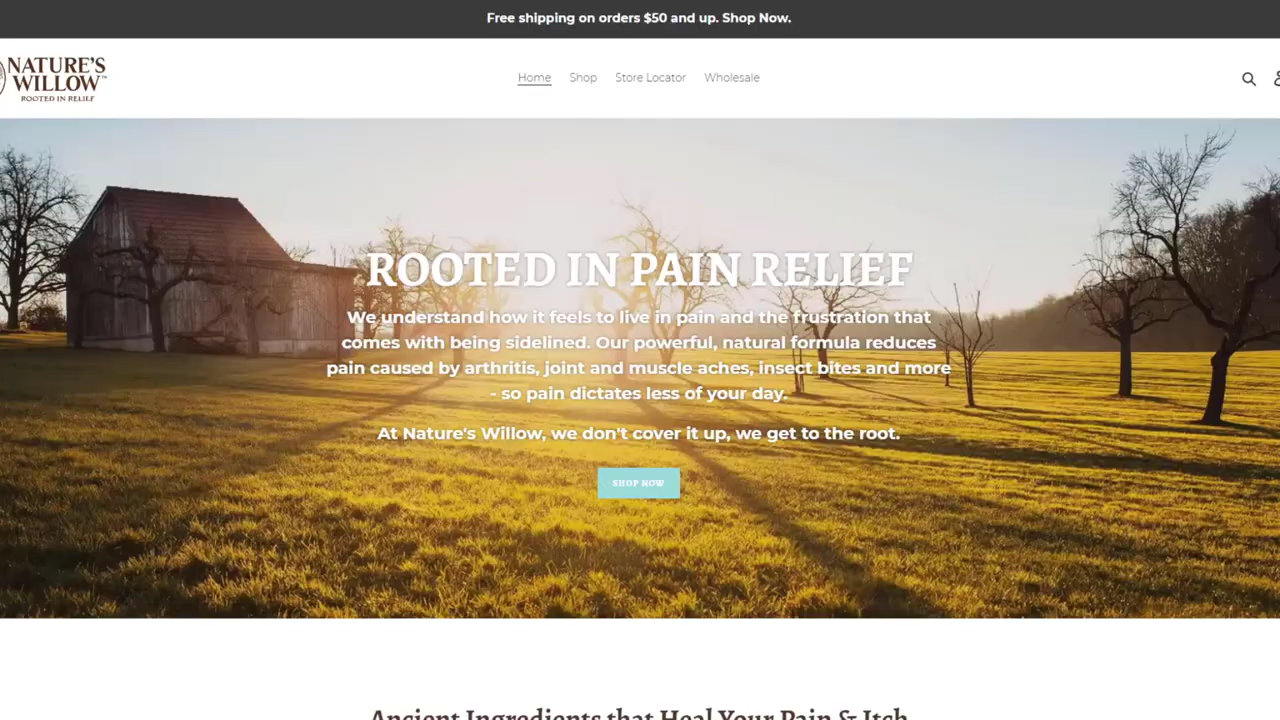 Free shipping on orders $50 and up. Shop Now.
NATURE'S
WILLOW™
ROOTED IN RELIEF
Home Shop Store Locator Wholesale
ROOTED IN PAIN RELIEF
We understand how it feels to live in pain and the frustration that
comes with being sidelined. Our powerful, natural formula reduces
pain caused by arthritis, joint and muscle aches, insect bites and more
- so pain dictates less of your day.
At Nature's Willow, we don't cover it up, we get to the root.
SHOP NOW
Ancient Ingredients that Heal Your Pain & Itch